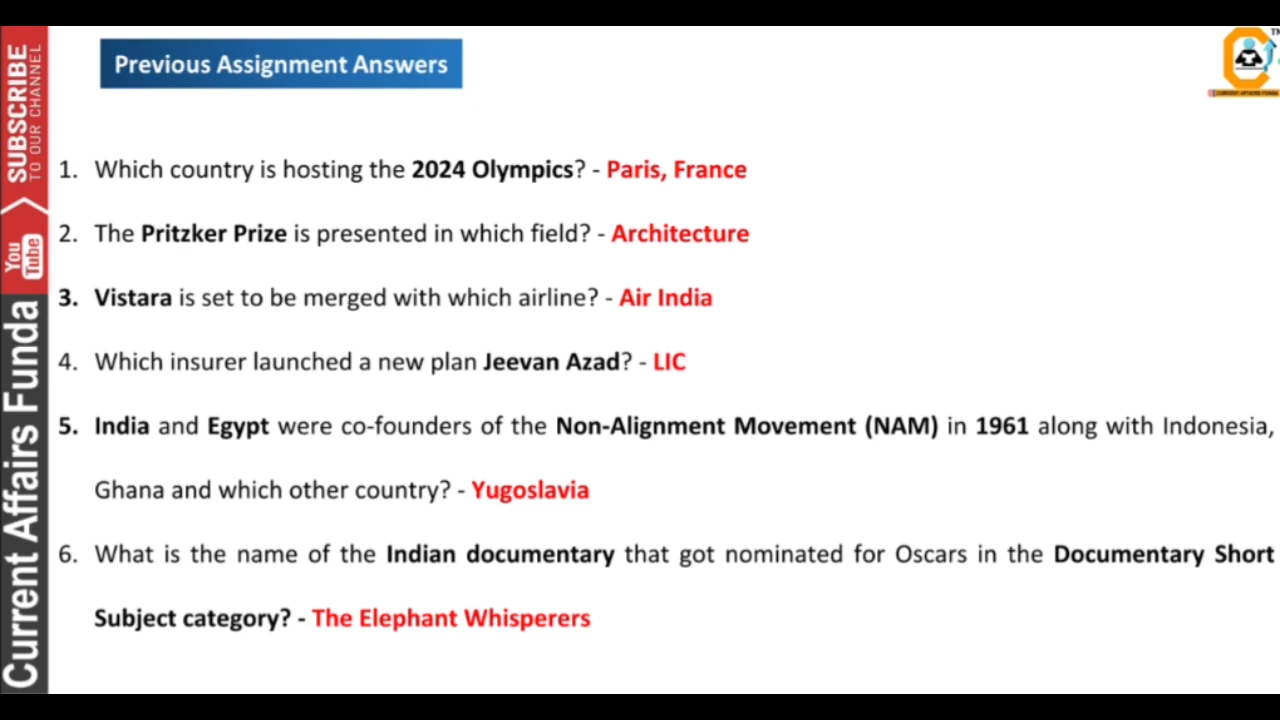 Previous Assignment Answers
1. Which country is hosting the 2024 Olympics? - Paris, France
2. The Pritzker Prize is presented in which field? - Architecture
3. Vistara is set to be merged with which airline? - Air India
4. Which insurer launched a new plan Jeevan Azad? - LIC
5. India and Egypt were co-founders of the Non-Alignment Movement (NAM) in 1961 along with Indonesia,
Ghana and which other country? - Yugoslavia
6. What is the name of the Indian documentary that got nominated for Oscars in the Documentary Short
Subject category? - The Elephant Whisperers
SUBSCRIBE
TO OUR CHANNEL
You
Tube
Current Affairs Funda
TM
CURRENT AFFAIRS FUNDA